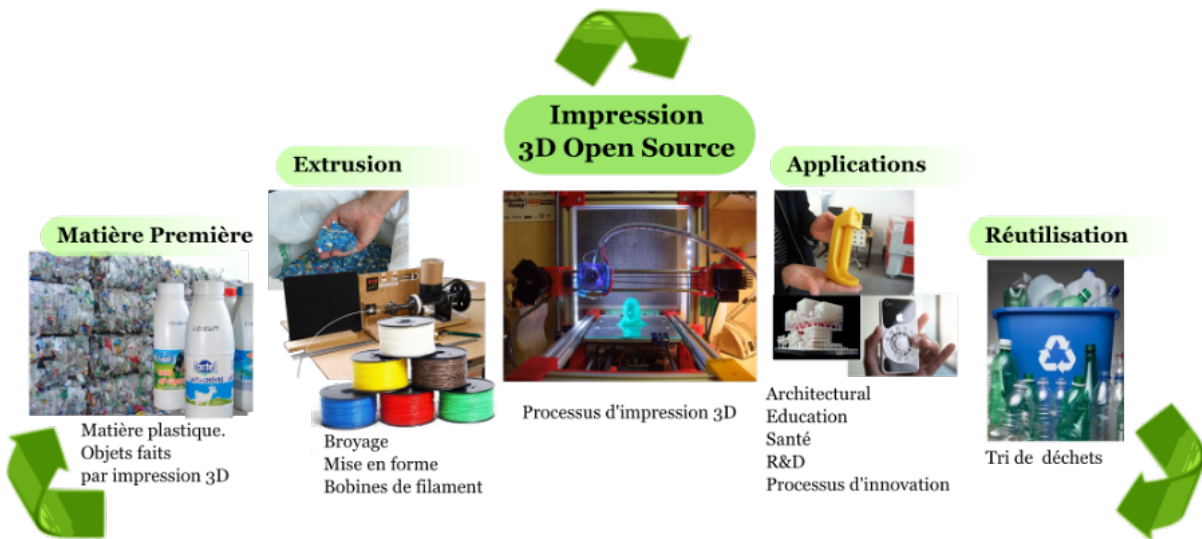 Impression
3D Open Source
Extrusion
Applications
Matière Première
Réutilisation
Processus d'impression 3D
Architectural
Education
Santé
R&D
Processus d'innovation
Matière plastique.
Objets faits
par impression 3D
Broyage
Mise en forme
Bobines de filament
Tri de déchets